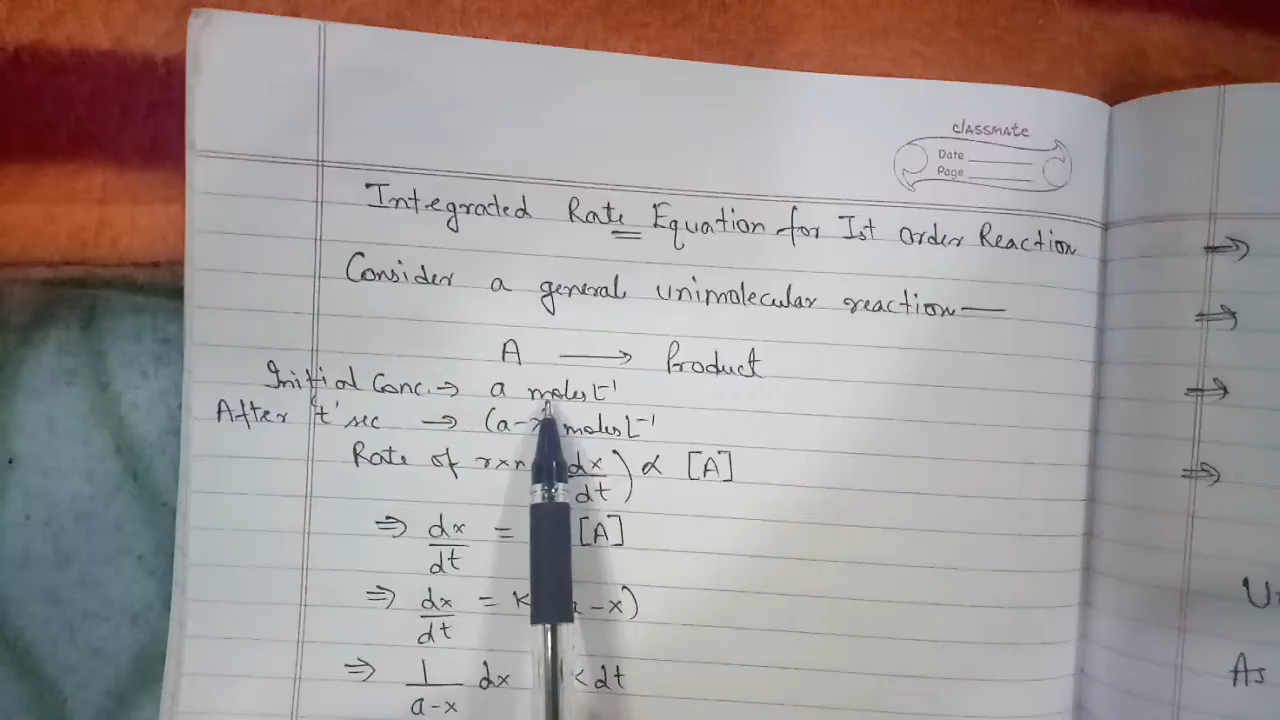 classmate
Date
Page
Integrated Rate Equation for Ist Order Reaction
Consider a general unimolecular reaction—
A ⟶ Product
Initial Conc. → a moles L⁻¹
After 't' sec → (a-x) moles L⁻¹
Rate of rxn dx/dt) ∝ [A]
⇒ dx/dt = [A]
⇒ dx/dt = K -x)
⇒ 1/a-x dx dt
⇒
⇒
⇒
⇒
As